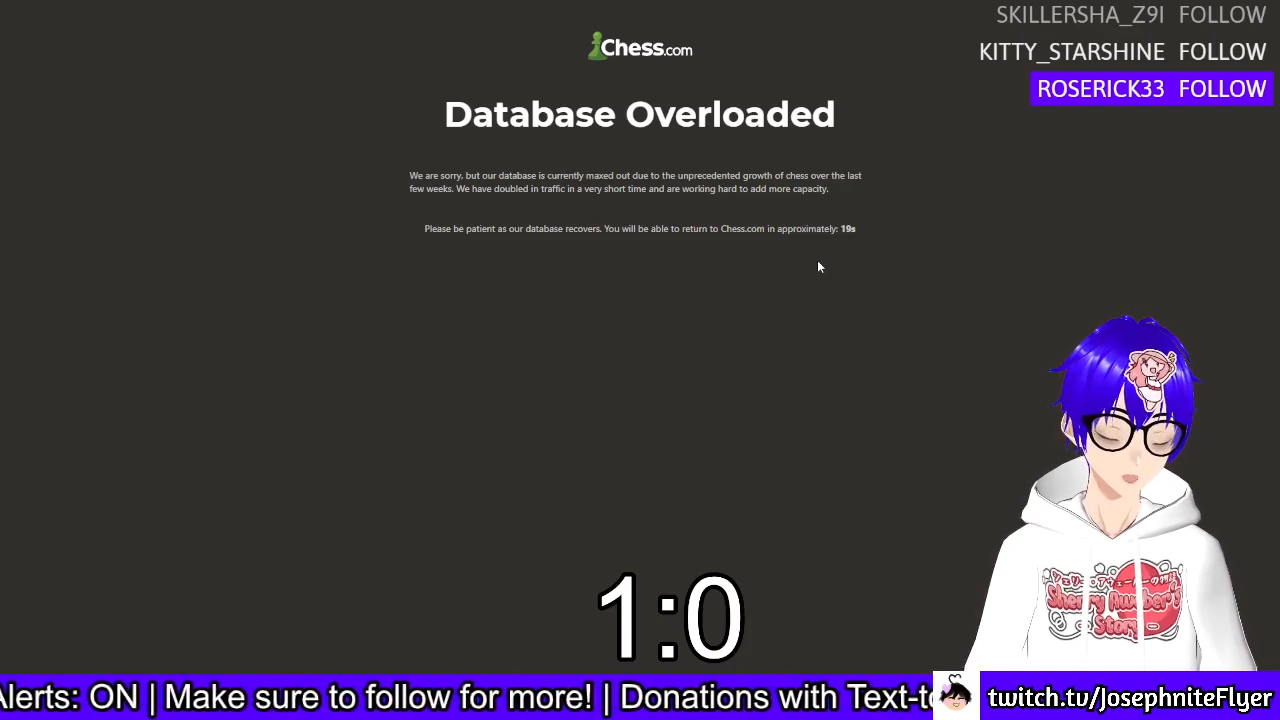 SKILLERSHA_Z9I FOLLOW
KITTY_STARSHINE FOLLOW
ROSERICK33 FOLLOW
Chess.com
Database Overloaded
We are sorry, but our database is currently maxed out due to the unprecedented growth of chess over the last
few weeks. We have doubled in traffic in a very short time and are working hard to add more capacity.
Please be patient as our database recovers. You will be able to return to Chess.com in approximately: 19s
Sherry Awber's
Story
1:0
Alerts: ON | Make sure to follow for more! | Donations with Text-to
twitch.tv/JosephniteFlyer